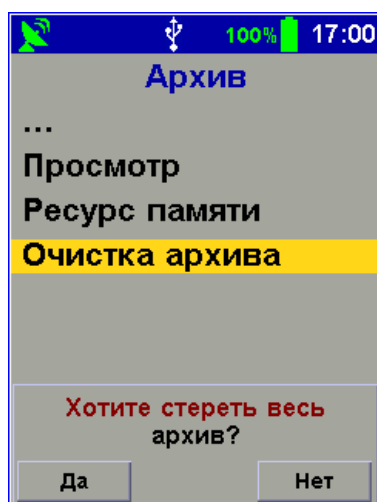 100% 17:00
Архив
...
Просмотр
Ресурс памяти
Очистка архива
Хотите стереть весь
архив?
Да Нет